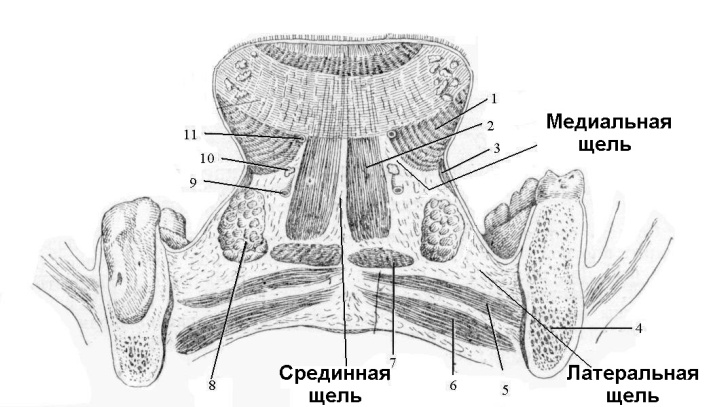 1
2
Медиальная
щель
11
3
10
9
4
8
Срединная
щель
7
6
5
Латеральная
щель